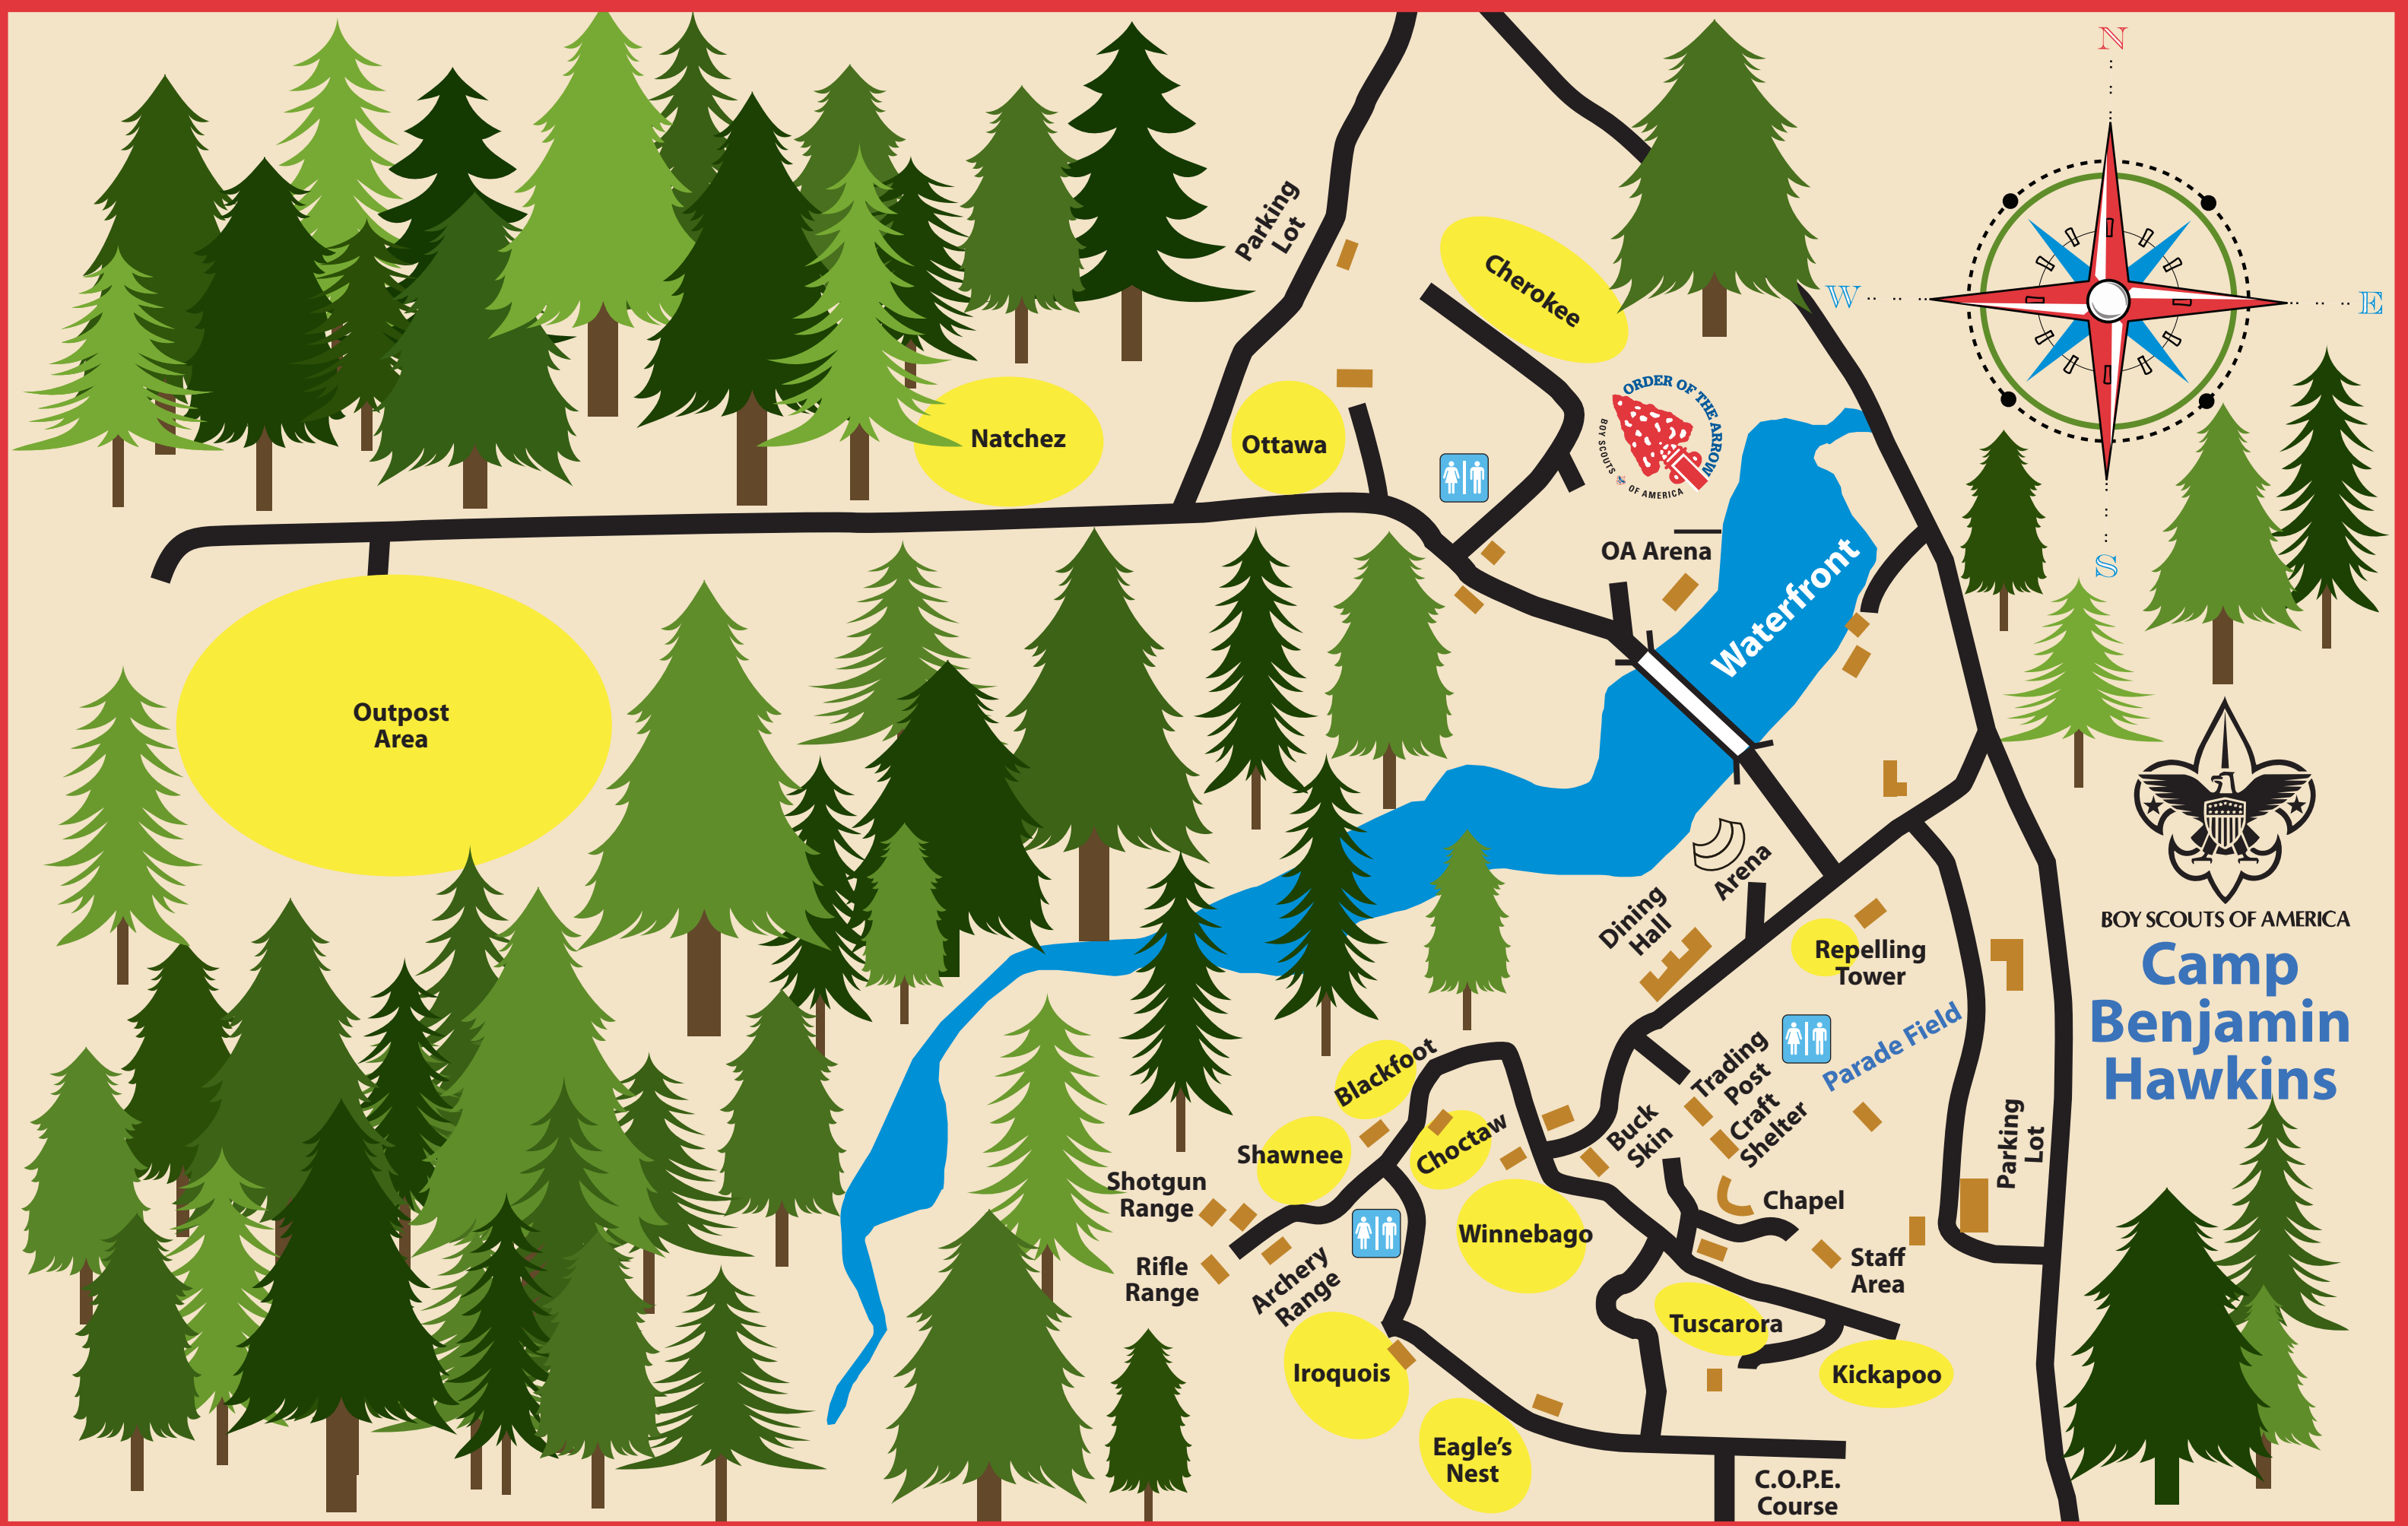 N
W
E
S
Parking
Lot
Cherokee
ORDER OF THE ARROW
BOY SCOUTS OF AMERICA
Natchez
Ottawa
OA Arena
Waterfront
Outpost
Area
BOY SCOUTS OF AMERICA
Camp
Benjamin
Hawkins
Arena
Dining
Hall
Repelling
Tower
Parade Field
Trading
Post
Craft
Shelter
Buck
Skin
Blackfoot
Choctaw
Shawnee
Shotgun
Range
Rifle
Range
Archery
Range
Winnebago
Chapel
Staff
Area
Parking
Lot
Tuscarora
Kickapoo
Iroquois
Eagle's
Nest
C.O.P.E.
Course